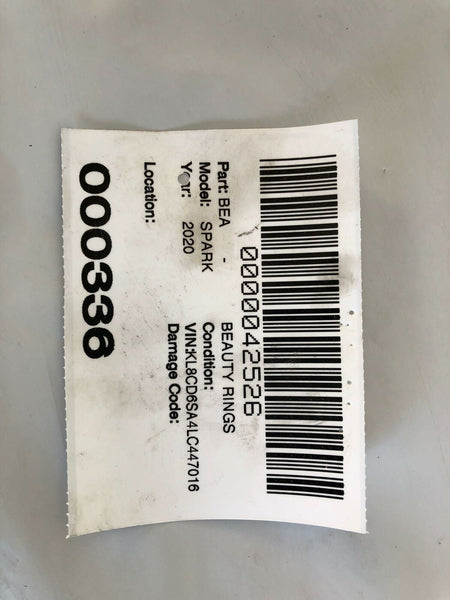 0000042526
Part: BEA - BEAUTY RINGS
Model: SPARK Condition:
Year: 2020 VIN:KL8CD6SA4LC447016
Damage Code:
Location:
000336